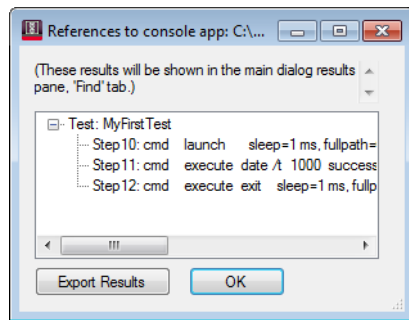 References to console app: C:\...
(These results will be shown in the main dialog results
pane, 'Find' tab.)
Test: MyFirstTest
Step10: cmd launch sleep=1 ms, fullpath=
Step11: cmd execute date /t 1000 success
Step12: cmd execute exit sleep=1 ms, fullp
Export Results
OK